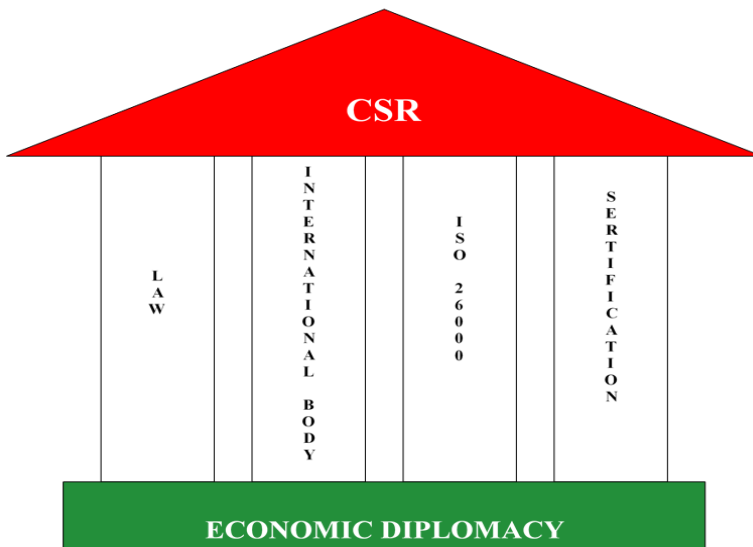 CSR
LAW
INTERNATIONAL BODY
ISO 26000
SERTIFICATION
ECONOMIC DIPLOMACY